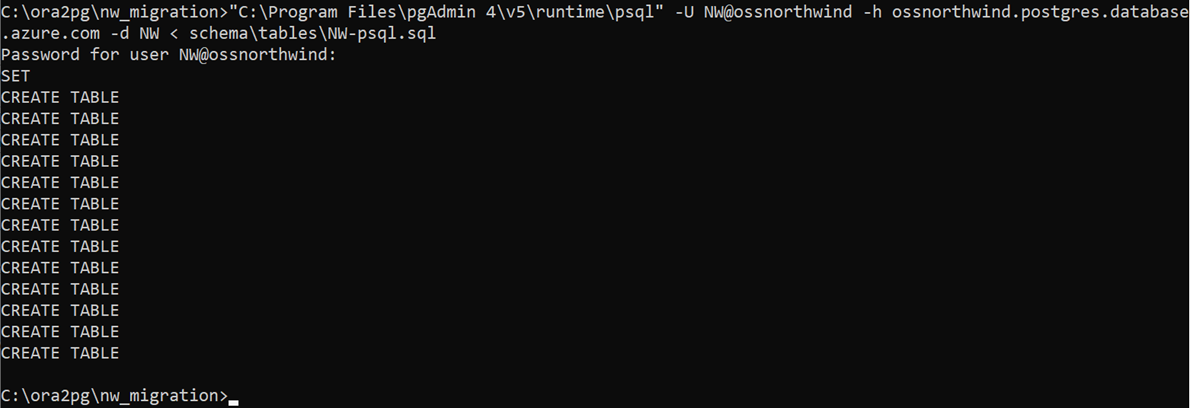 C:\ora2pg\nw_migration>"C:\Program Files\pgAdmin 4\v5\runtime\psql" -U NW@ossnorthwind -h ossnorthwind.postgres.database
.azure.com -d NW < schema\tables\NW-psql.sql
Password for user NW@ossnorthwind:
SET
CREATE TABLE
CREATE TABLE
CREATE TABLE
CREATE TABLE
CREATE TABLE
CREATE TABLE
CREATE TABLE
CREATE TABLE
CREATE TABLE
CREATE TABLE
CREATE TABLE
CREATE TABLE
CREATE TABLE
C:\ora2pg\nw_migration>